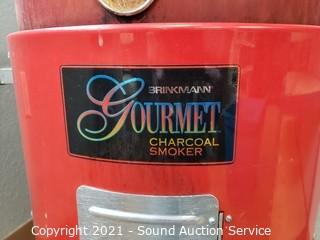 BRINKMANN
GOURMET
CHARCOAL
SMOKER
Copyright 2021 - Sound Auction Service